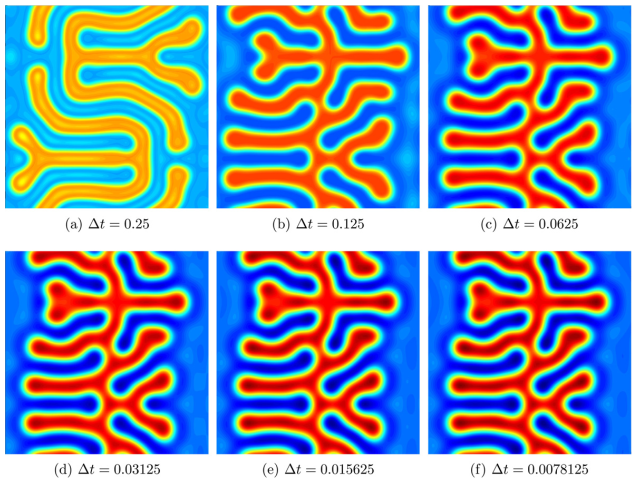 (a) Δt = 0.25
(b) Δt = 0.125
(c) Δt = 0.0625
(d) Δt = 0.03125
(e) Δt = 0.015625
(f) Δt = 0.0078125